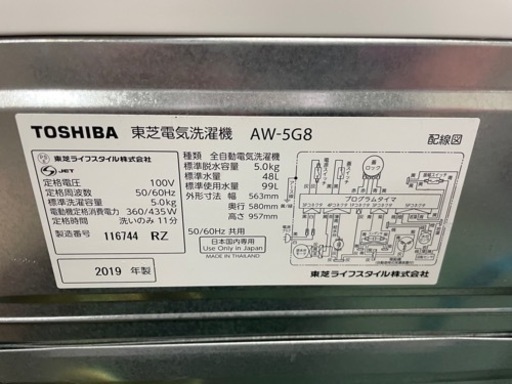 TOSHIBA 東芝電気洗濯機 AW-5G8
配線図
東芝ライフスタイル株式会社
JET
定格電圧 100V
定格周波数 50/60Hz
標準洗濯容量 5.0kg
電動機定格消費電力 360/435W
定格時間 洗いのみ 11分
製造番号 116744 RZ
2019 年製
種類 全自動電気洗濯機
標準脱水容量 5.0kg
標準水量 48L
標準使用水量 99L
外形寸法 幅 563mm
奥行 580mm
高さ 957mm
50/60Hz 共用
日本国内専用
Use Only in Japan
MADE IN THAILAND
プログラムタイマ
東芝ライフスタイル株式会社